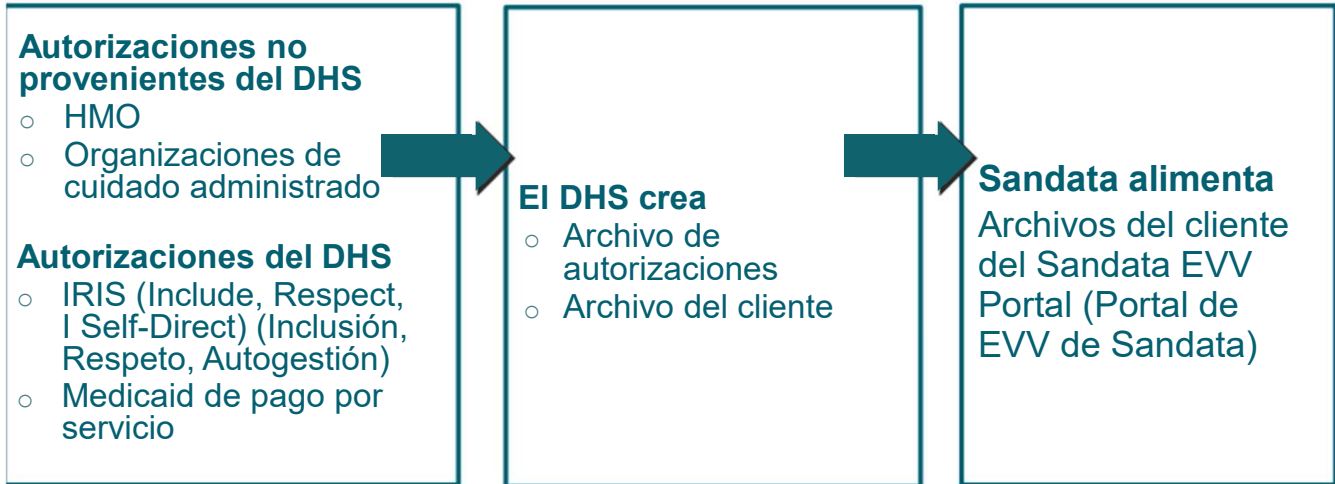 Autorizaciones no
provenientes del DHS
o HMO
o Organizaciones de
cuidado administrado
Autorizaciones del DHS
o IRIS (Include, Respect,
I Self-Direct) (Inclusión,
Respeto, Autogestión)
o Medicaid de pago por
servicio
El DHS crea
o Archivo de
autorizaciones
o Archivo del cliente
Sandata alimenta
Archivos del cliente
del Sandata EVV
Portal (Portal de
EVV de Sandata)